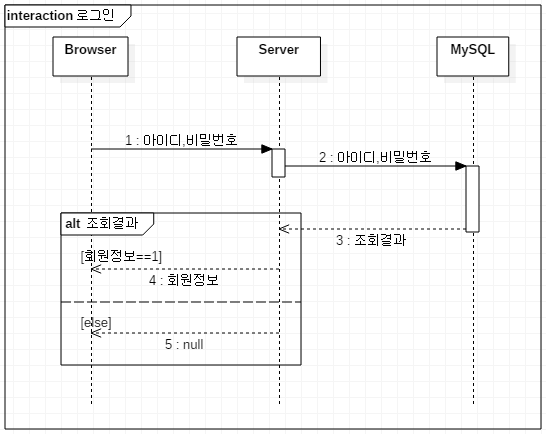 interaction 로그인
Browser
Server
MySQL
1 : 아이디,비밀번호
2 : 아이디,비밀번호
alt 조회결과
3 : 조회결과
[회원정보==1]
4 : 회원정보
[else]
5 : null